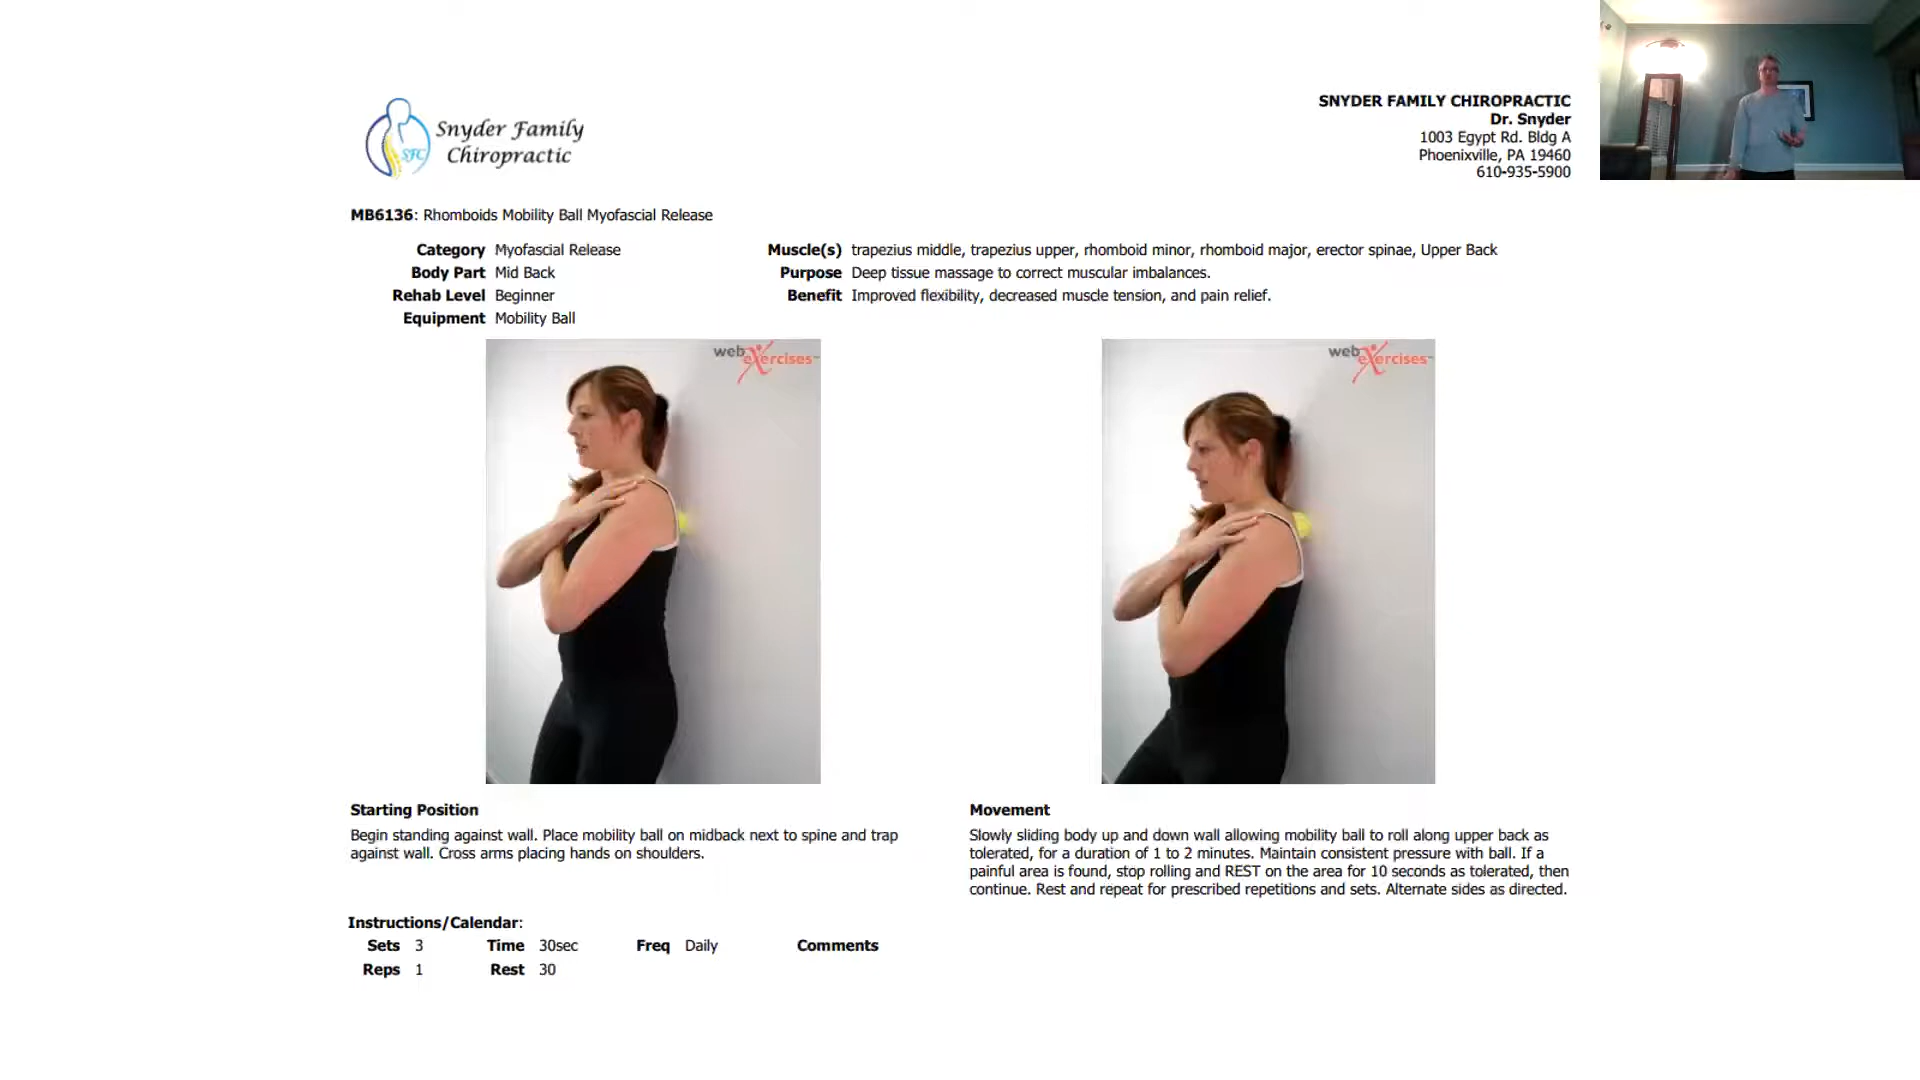 Snyder Family
Chiropractic
SFC
SNYDER FAMILY CHIROPRACTIC
Dr. Snyder
1003 Egypt Rd. Bldg A
Phoenixville, PA 19460
610-935-5900
MB6136: Rhomboids Mobility Ball Myofascial Release
Category Myofascial Release
Body Part Mid Back
Rehab Level Beginner
Equipment Mobility Ball
Muscle(s) trapezius middle, trapezius upper, rhomboid minor, rhomboid major, erector spinae, Upper Back
Purpose Deep tissue massage to correct muscular imbalances.
Benefit Improved flexibility, decreased muscle tension, and pain relief.
web exercises
web exercises
Starting Position
Begin standing against wall. Place mobility ball on midback next to spine and trap
against wall. Cross arms placing hands on shoulders.
Movement
Slowly sliding body up and down wall allowing mobility ball to roll along upper back as
tolerated, for a duration of 1 to 2 minutes. Maintain consistent pressure with ball. If a
painful area is found, stop rolling and REST on the area for 10 seconds as tolerated, then
continue. Rest and repeat for prescribed repetitions and sets. Alternate sides as directed.
Instructions/Calendar:
Sets 3 Time 30sec Freq Daily Comments
Reps 1 Rest 30